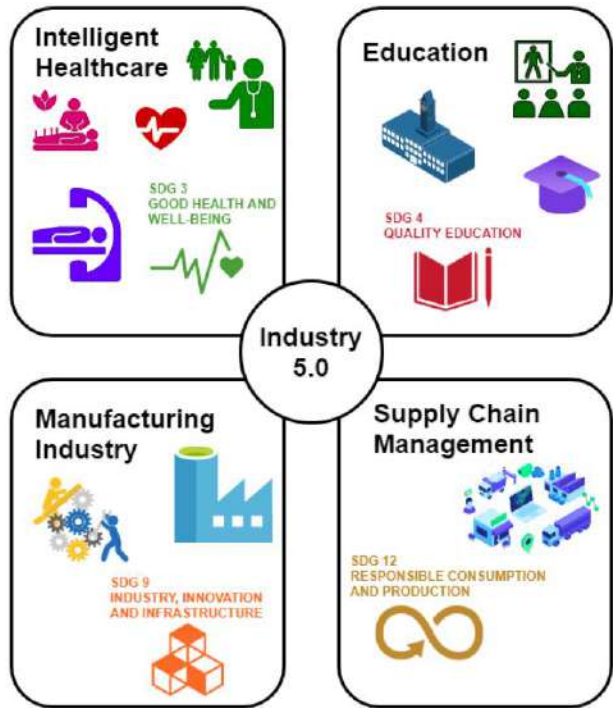 Intelligent
Healthcare
SDG 3
GOOD HEALTH AND
WELL-BEING
Education
SDG 4
QUALITY EDUCATION
Industry
5.0
Manufacturing
Industry
SDG 9
INDUSTRY, INNOVATION
AND INFRASTRUCTURE
Supply Chain
Management
SDG 12
RESPONSIBLE CONSUMPTION
AND PRODUCTION